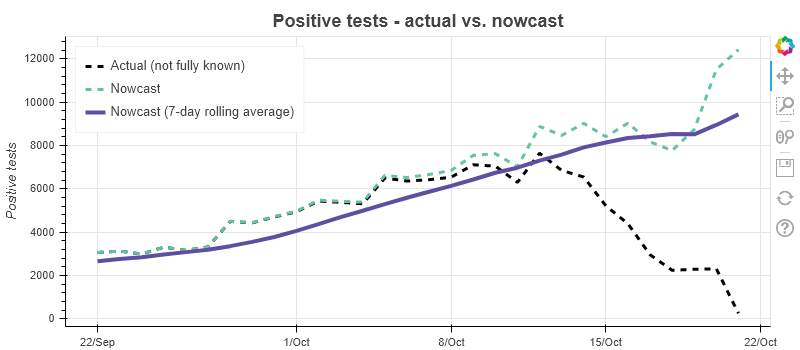 Positive tests - actual vs. nowcast
Actual (not fully known)
Nowcast
Nowcast (7-day rolling average)
Positive tests
12000
10000
8000
6000
4000
2000
0
22/Sep
1/Oct
8/Oct
15/Oct
22/Oct